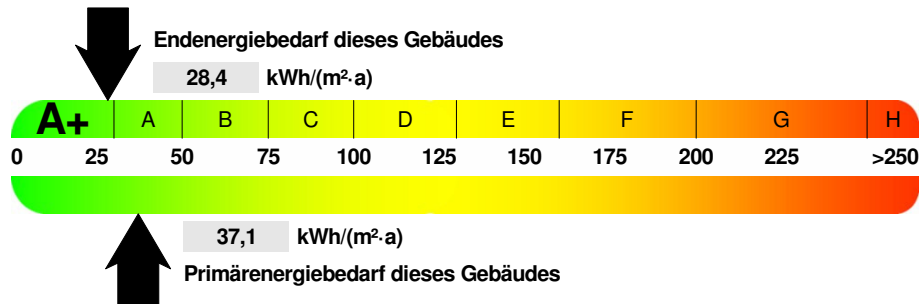 Endenergiebedarf dieses Gebäudes
28,4 kWh/(m²·a)
A+ A B C D E F G H
0 25 50 75 100 125 150 175 200 225 >250
37,1 kWh/(m²·a)
Primärenergiebedarf dieses Gebäudes